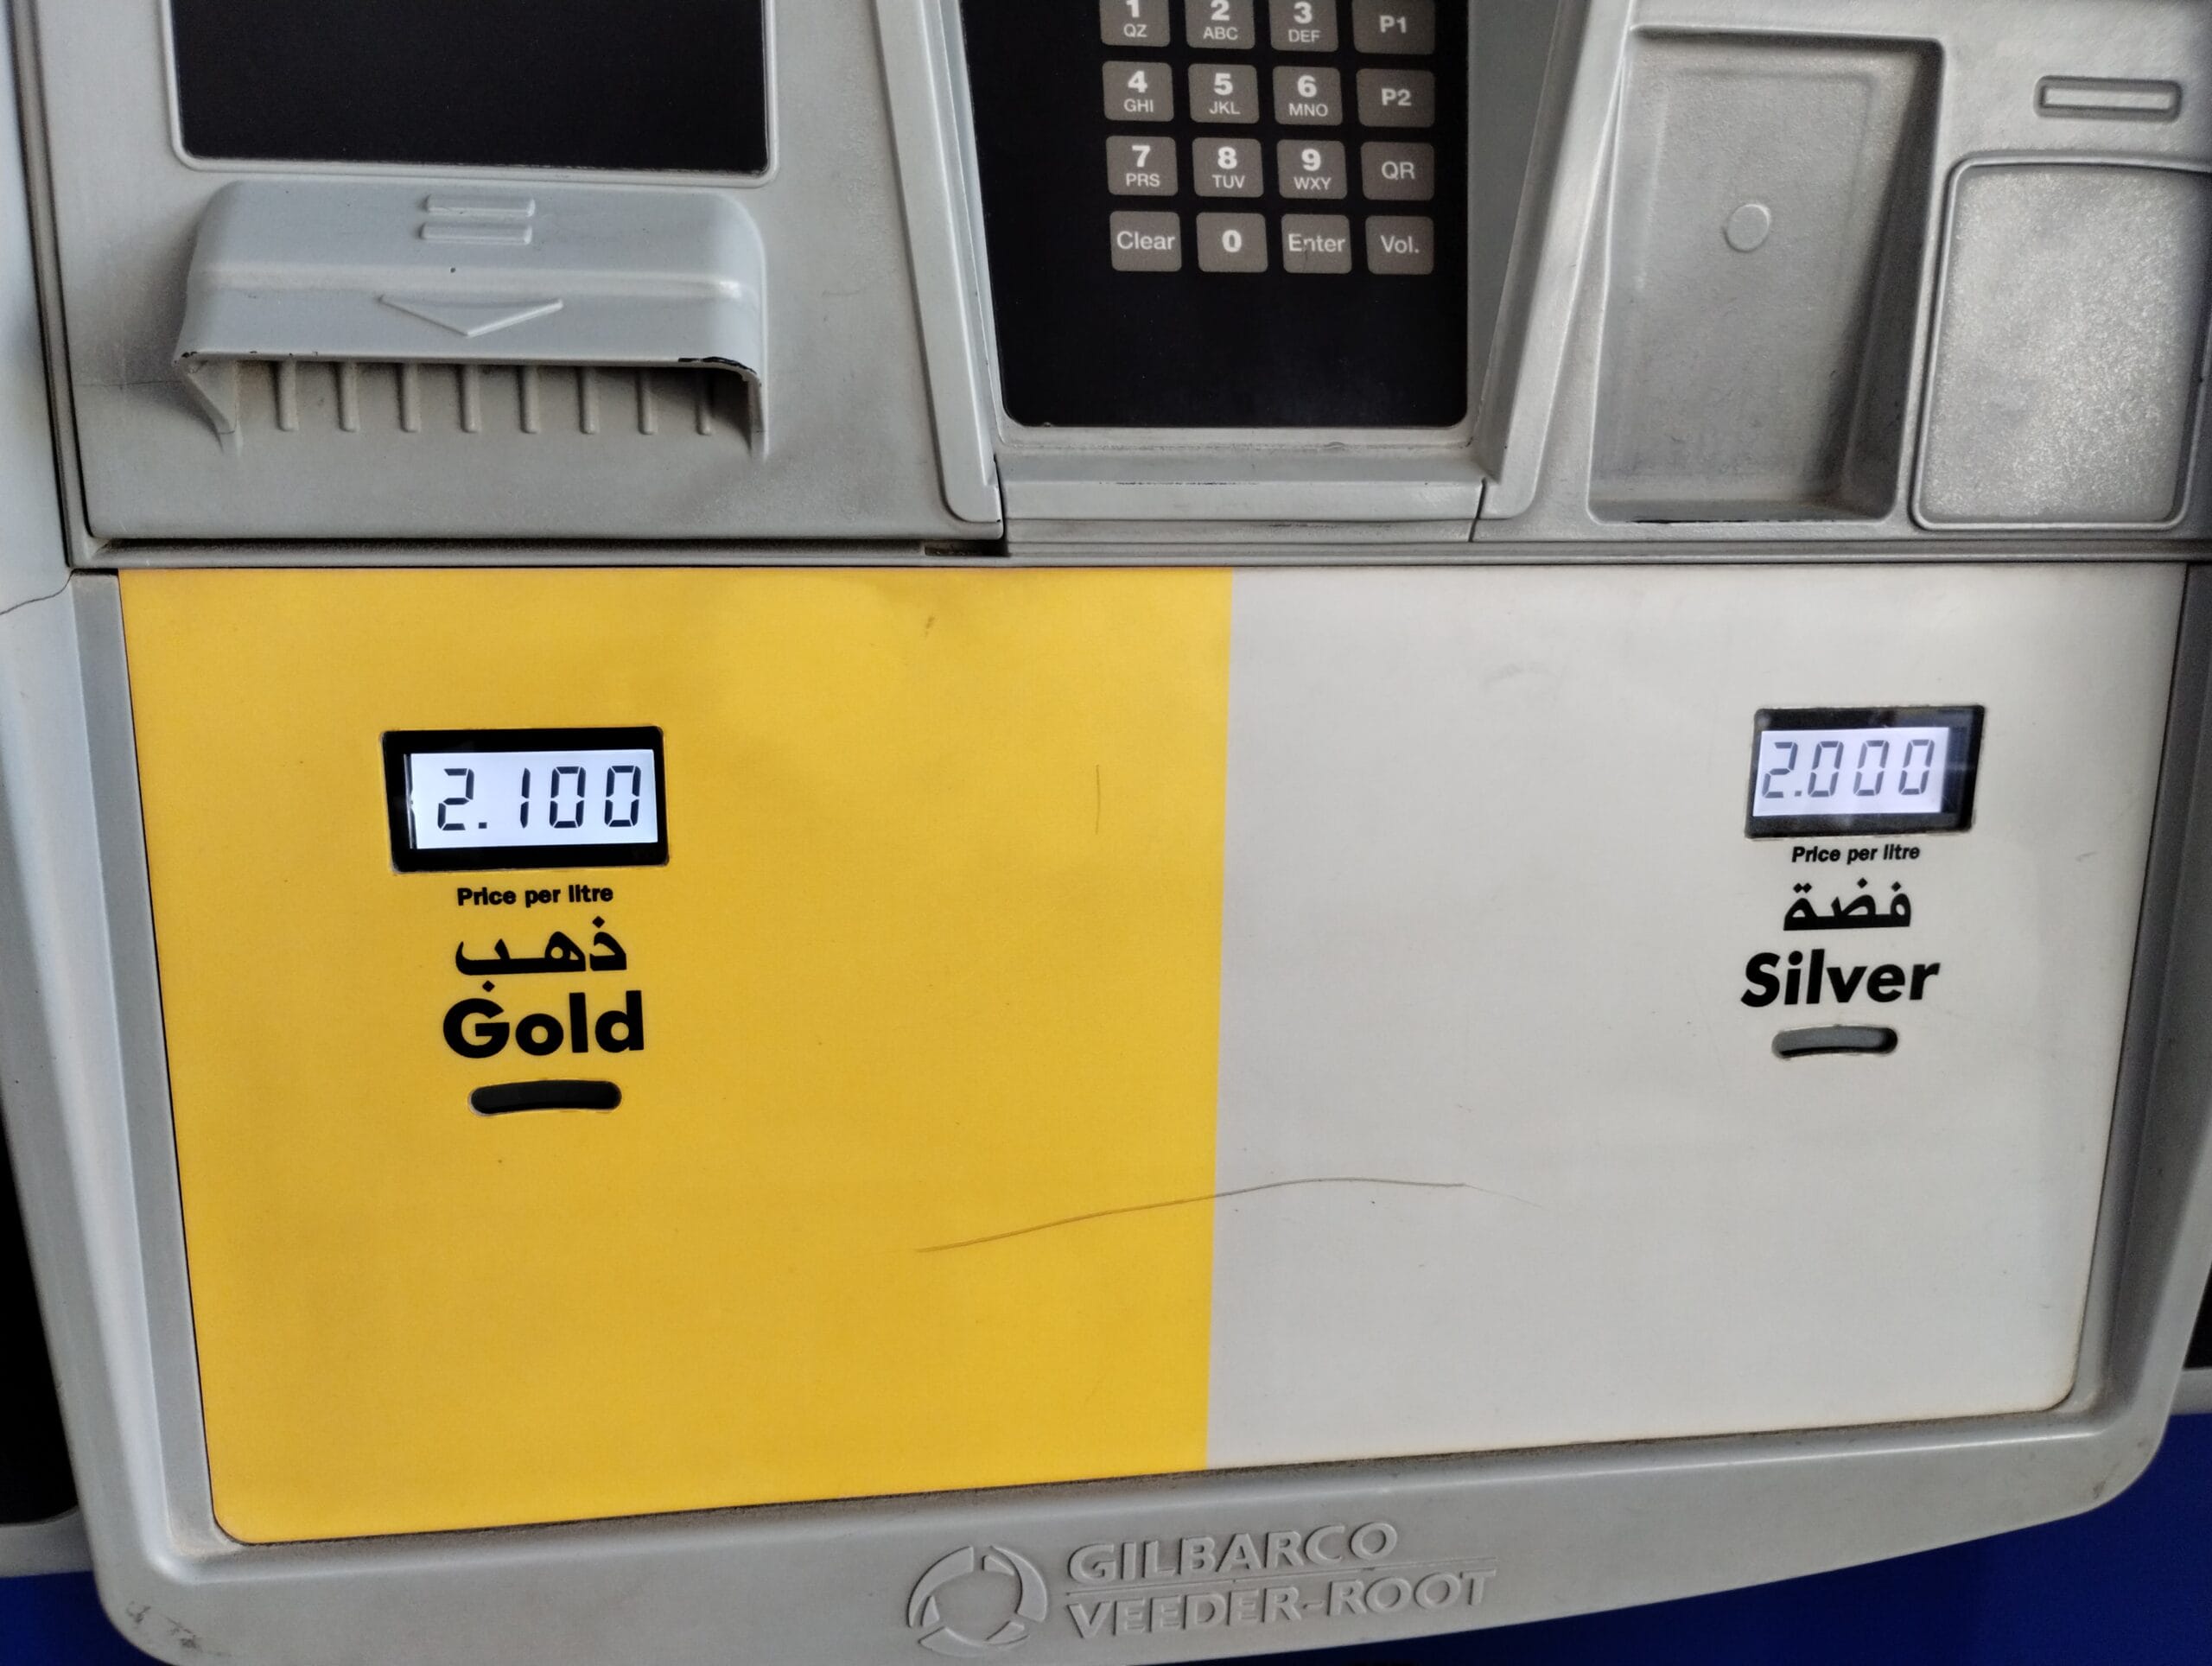 1 2 3 P1
QZ ABC DEF
4 5 6 P2
GHI JKL MNO
7 8 9 QR
PRS TUV WXY
Clear 0 Enter Vol.
2.100
Price per litre
ذهب
Gold
2.000
Price per litre
فضة
Silver
GILBARCO
VEEDER-ROOT